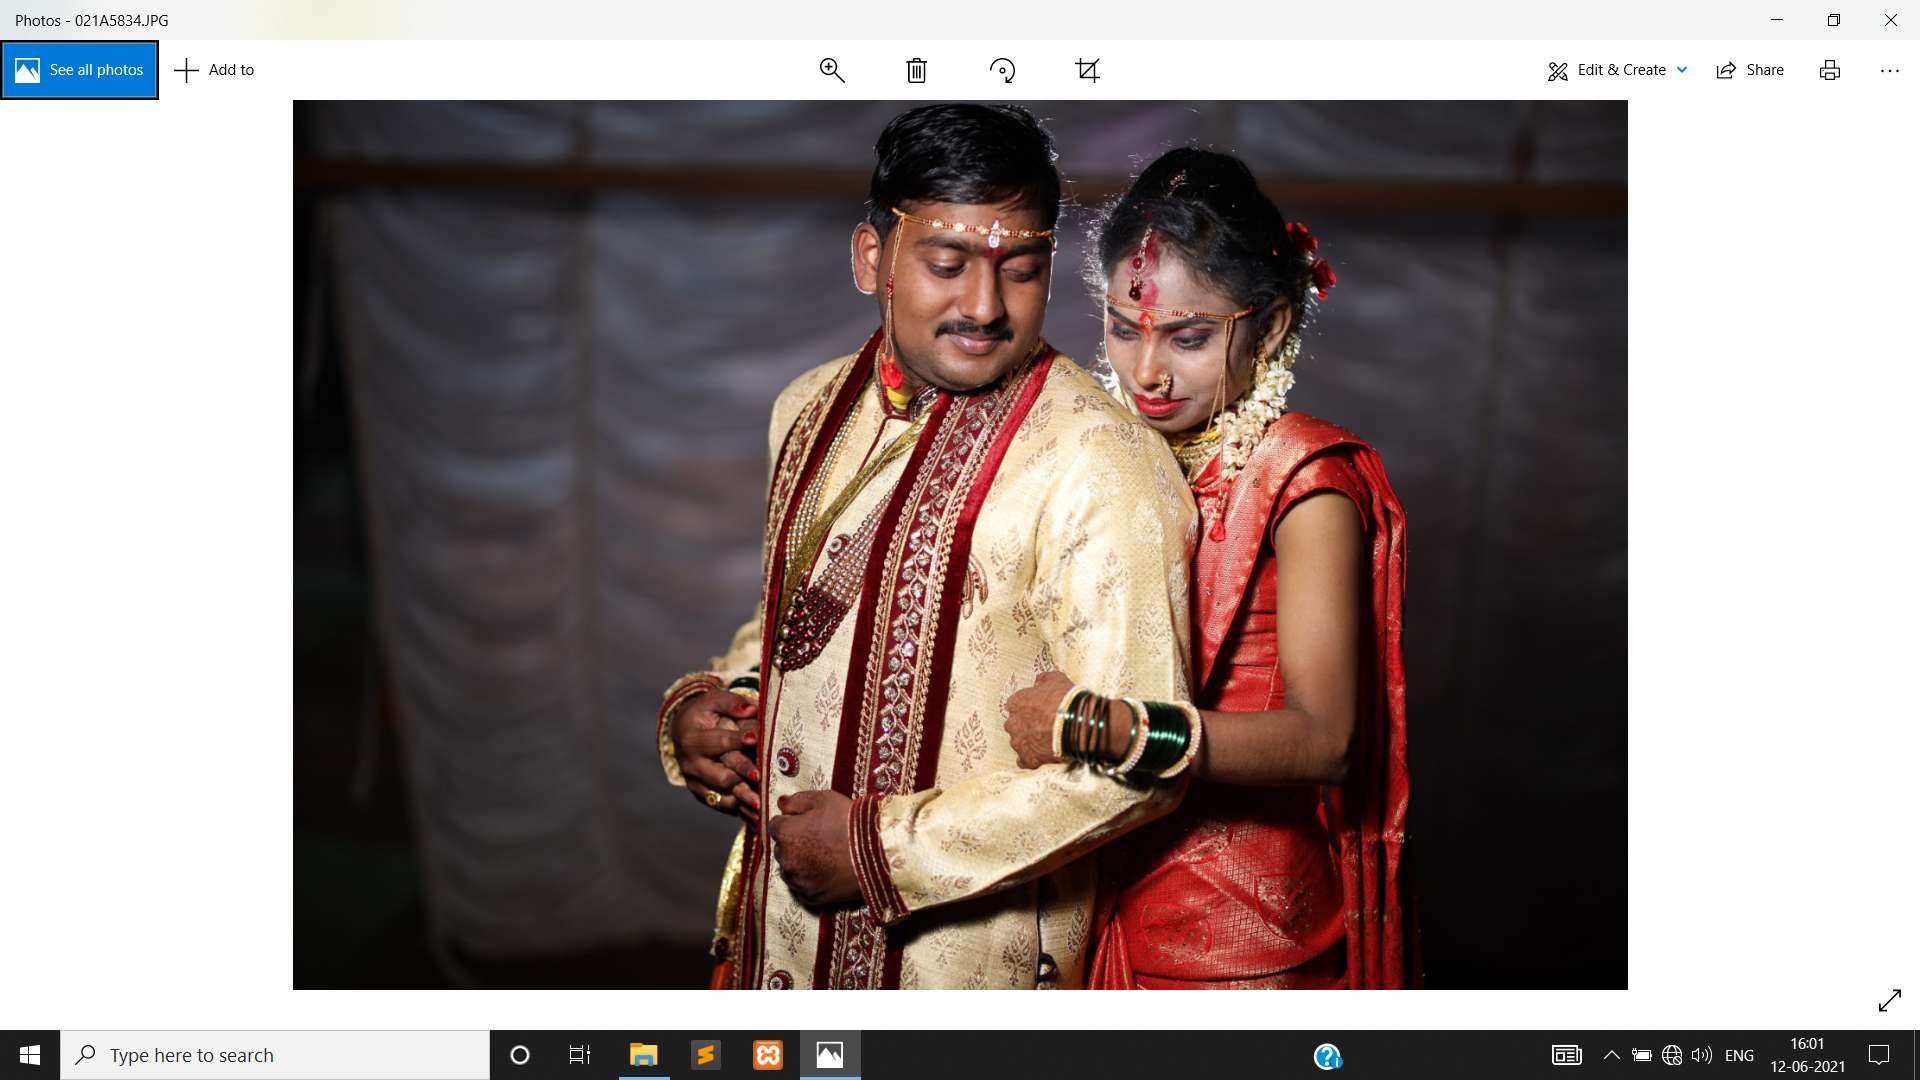 Photos - 021A5834.JPG
See all photos
Add to
Edit & Create
Share
Type here to search
ENG
16:01
12-06-2021